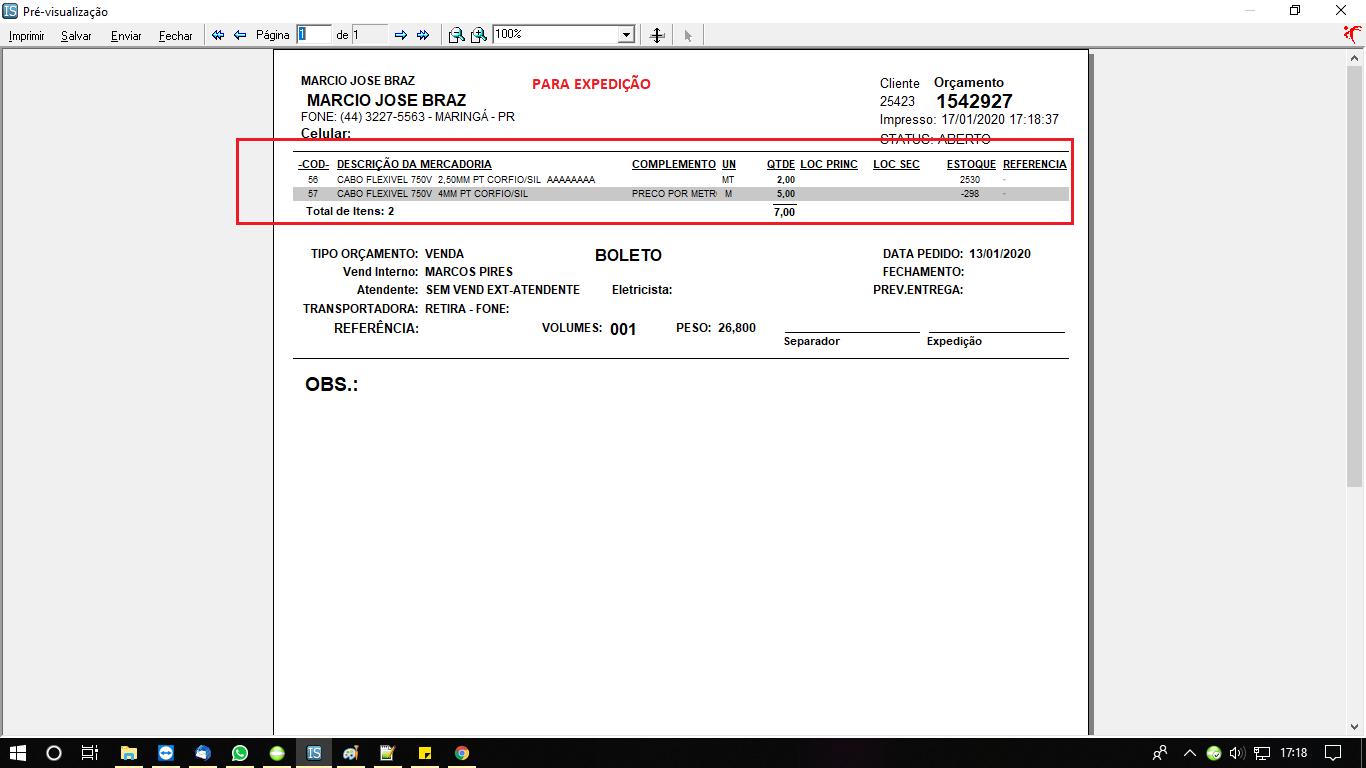 Pré-visualização
Imprimir Salvar Enviar Fechar Página 1 de 1 100%
MARCIO JOSE BRAZ
PARA EXPEDIÇÃO
Cliente Orçamento
MARCIO JOSE BRAZ
25423 1542927
FONE: (44) 3227-5563 - MARINGÁ - PR
Impresso: 17/01/2020 17:18:37
Celular:
STATUS: ABERTO
-COD- DESCRIÇÃO DA MERCADORIA COMPLEMENTO UN QTDE LOC PRINC LOC SEC ESTOQUE REFERENCIA
56 CABO FLEXIVEL 750V 2,50MM PT CORFIO/SIL AAAAAAAA MT 2,00 2530 -
57 CABO FLEXIVEL 750V 4MM PT CORFIO/SIL PRECO POR METR M 5,00 -298 -
Total de Itens: 2 7,00
TIPO ORÇAMENTO: VENDA BOLETO DATA PEDIDO: 13/01/2020
Vend Interno: MARCOS PIRES FECHAMENTO:
Atendente: SEM VEND EXT-ATENDENTE Eletricista: PREV.ENTREGA:
TRANSPORTADORA: RETIRA - FONE:
REFERÊNCIA: VOLUMES: 001 PESO: 26,800
Separador Expedição
OBS.:
17:18